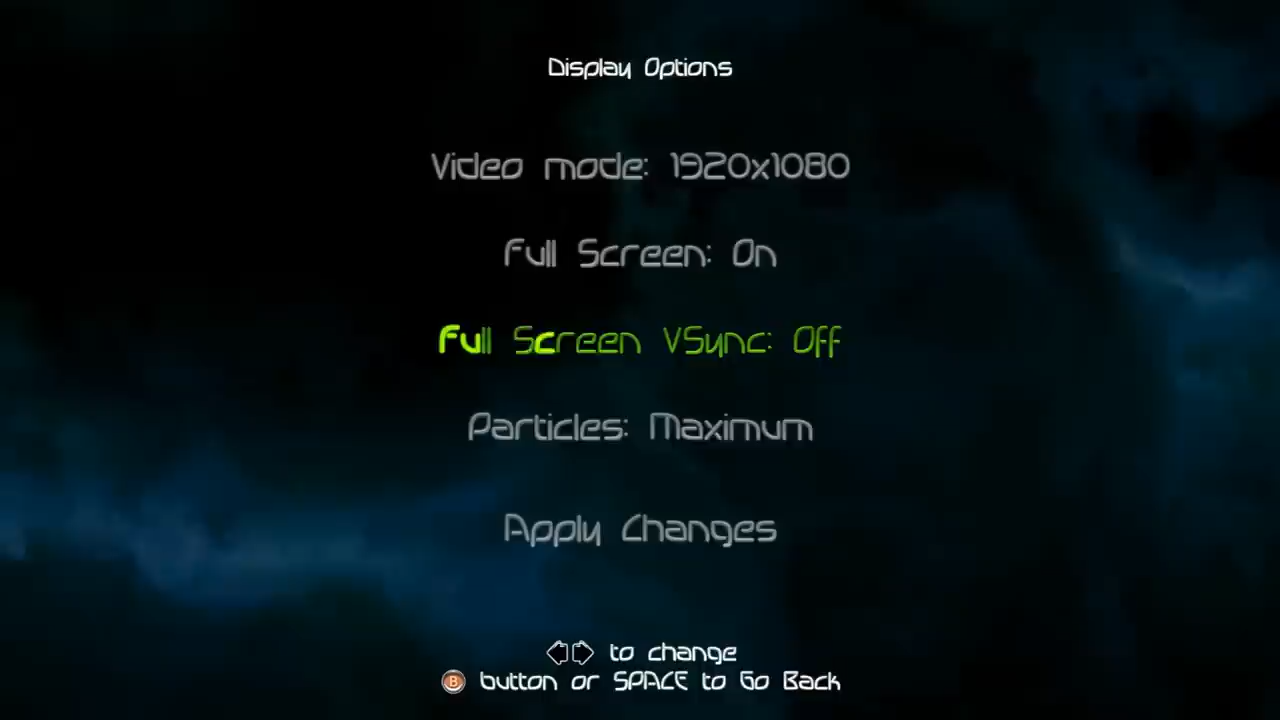 Display Options
Video mode: 1920x1080
Full Screen: On
Full Screen VSync: Off
Particles: Maximum
Apply Changes
to change
B button or SPACE to Go Back